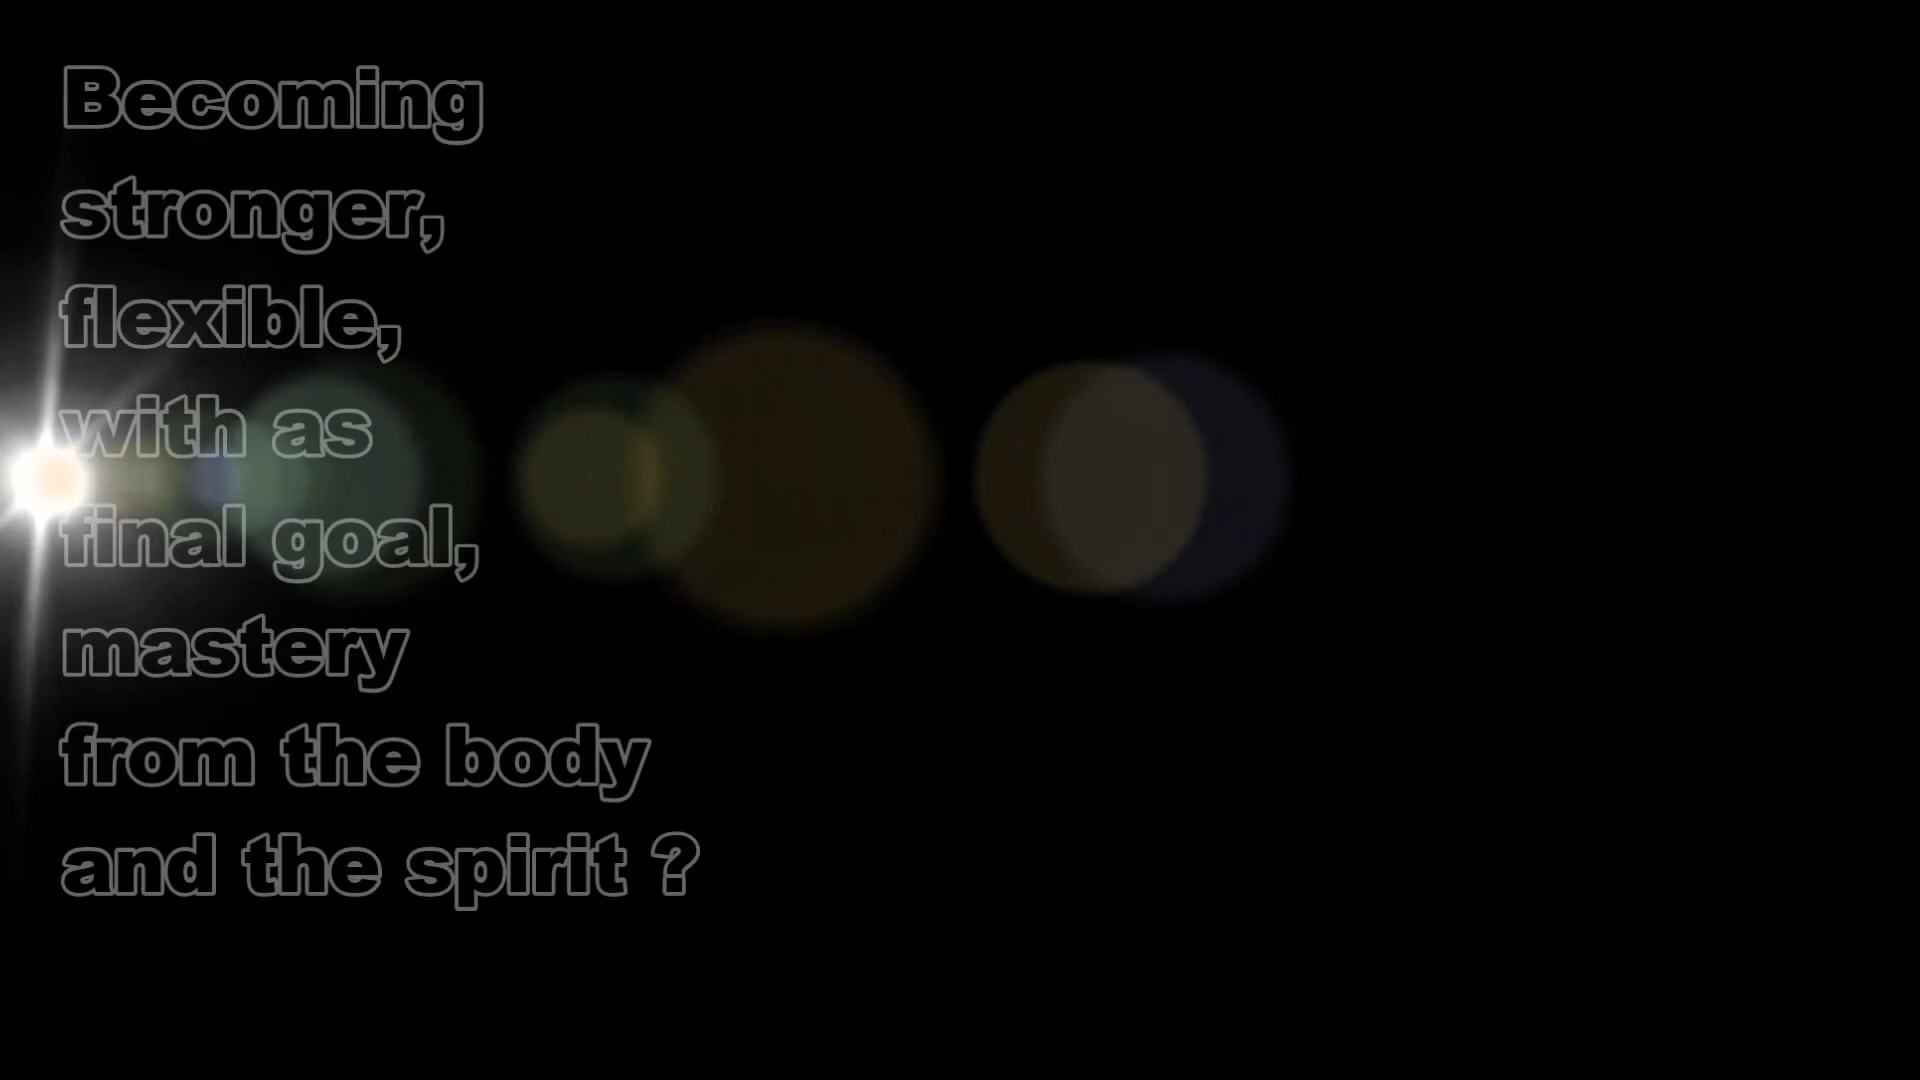 Becoming
stronger,
flexible,
with as
final goal,
mastery
from the body
and the spirit ?